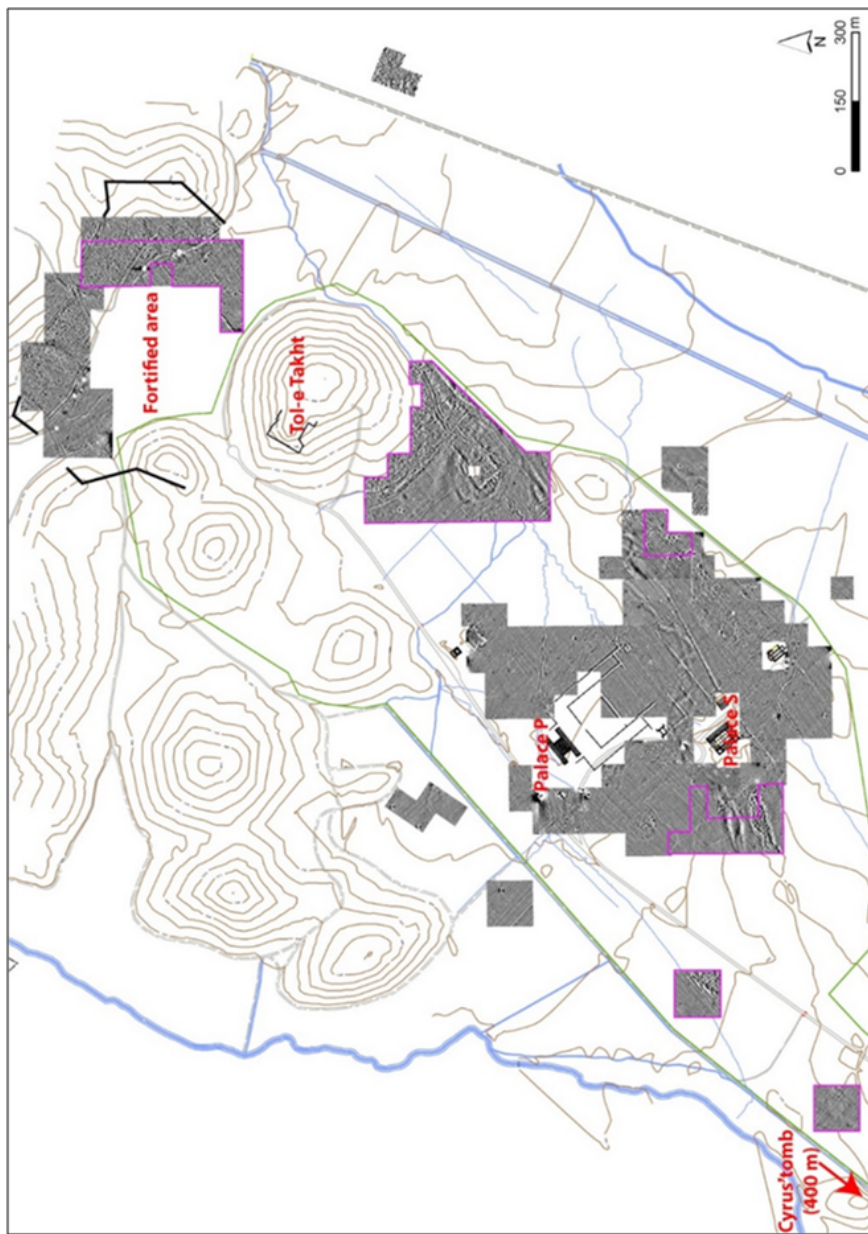 Fortified area
Tol-e Takht
Palace P
Palace S
Cyrus'tomb
(400 m)
N
0 150 300
m